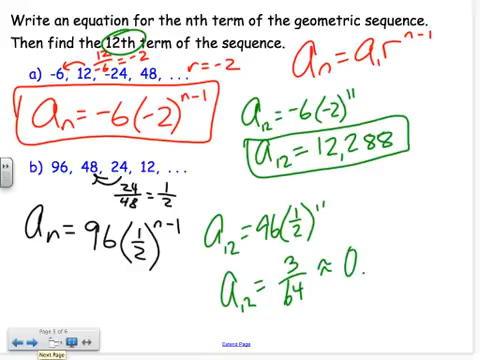 Write an equation for the nth term of the geometric sequence.
Then find the 12th term of the sequence.
aₙ = a₁rⁿ⁻¹
12/-6 = -2
a) -6, 12, -24, 48, . . . r = -2
aₙ = -6(-2)ⁿ⁻¹
a₁₂ = -6(-2)¹¹
a₁₂ = 12,288
b) 96, 48, 24, 12, . . .
24/48 = 1/2
aₙ = 96(1/2)ⁿ⁻¹
a₁₂ = 96(1/2)¹¹
a₁₂ = 3/64 ≈ 0.
Page 5 of 6
Next Page
Extend Page